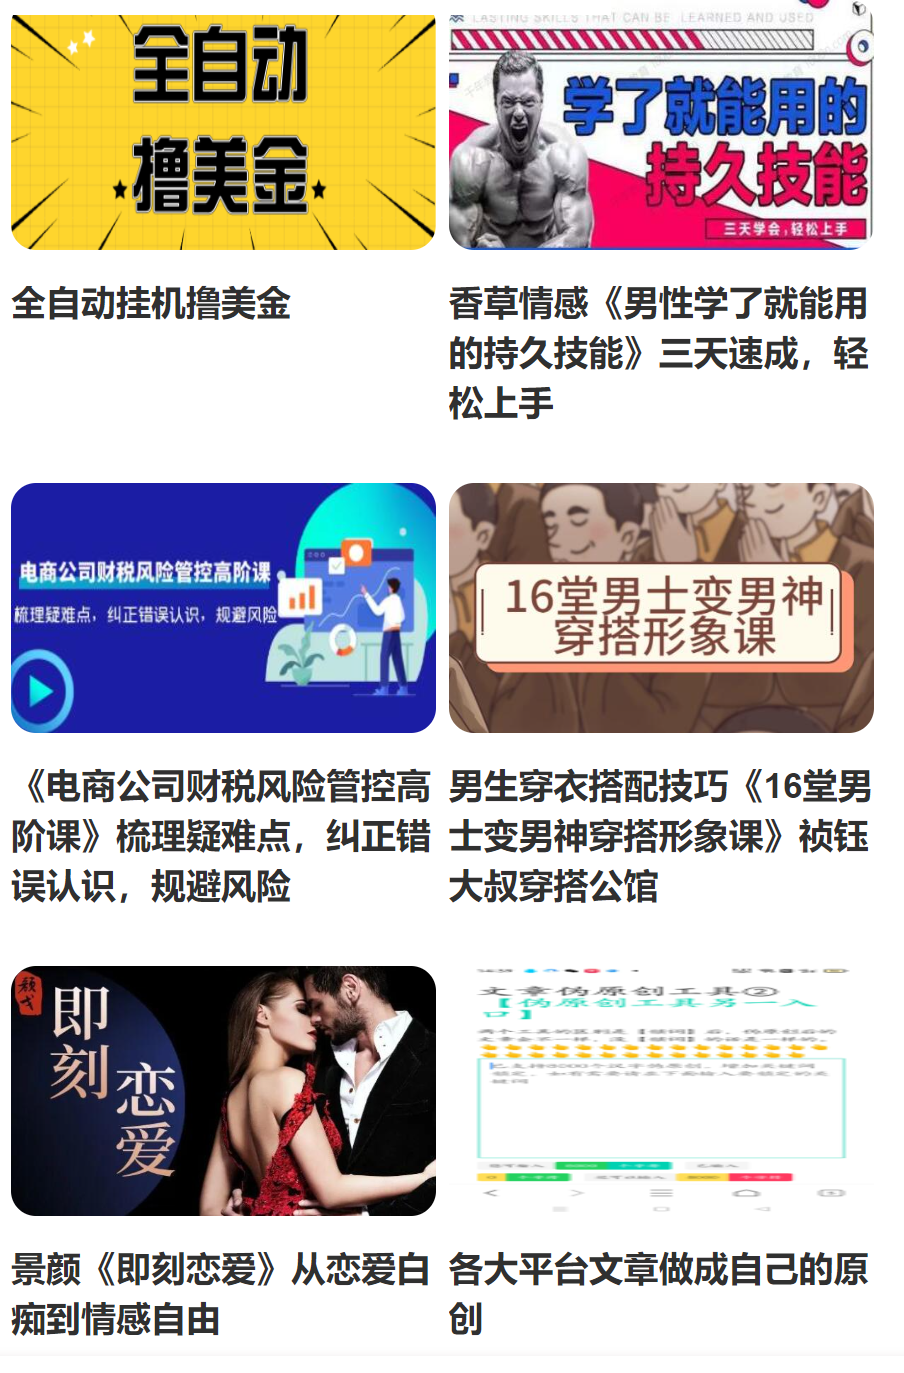 全自动
撸美金
全自动挂机撸美金
LASTING SKILLS THAT CAN BE LEARNED AND USED
学了就能用的
持久技能
三天学会,轻松上手
香草情感《男性学了就能用
的持久技能》三天速成，轻
松上手
电商公司财税风险管控高阶课
梳理疑难点，纠正错误认识，规避风险
《电商公司财税风险管控高
阶课》梳理疑难点，纠正错
误认识，规避风险
16堂男士变男神
穿搭形象课
男生穿衣搭配技巧《16堂男
士变男神穿搭形象课》祯钰
大叔穿搭公馆
即刻
恋爱
景颜《即刻恋爱》从恋爱白
痴到情感自由
文章伪原创工具②
【伪原创工具另一入
口】
各大平台文章做成自己的原
创